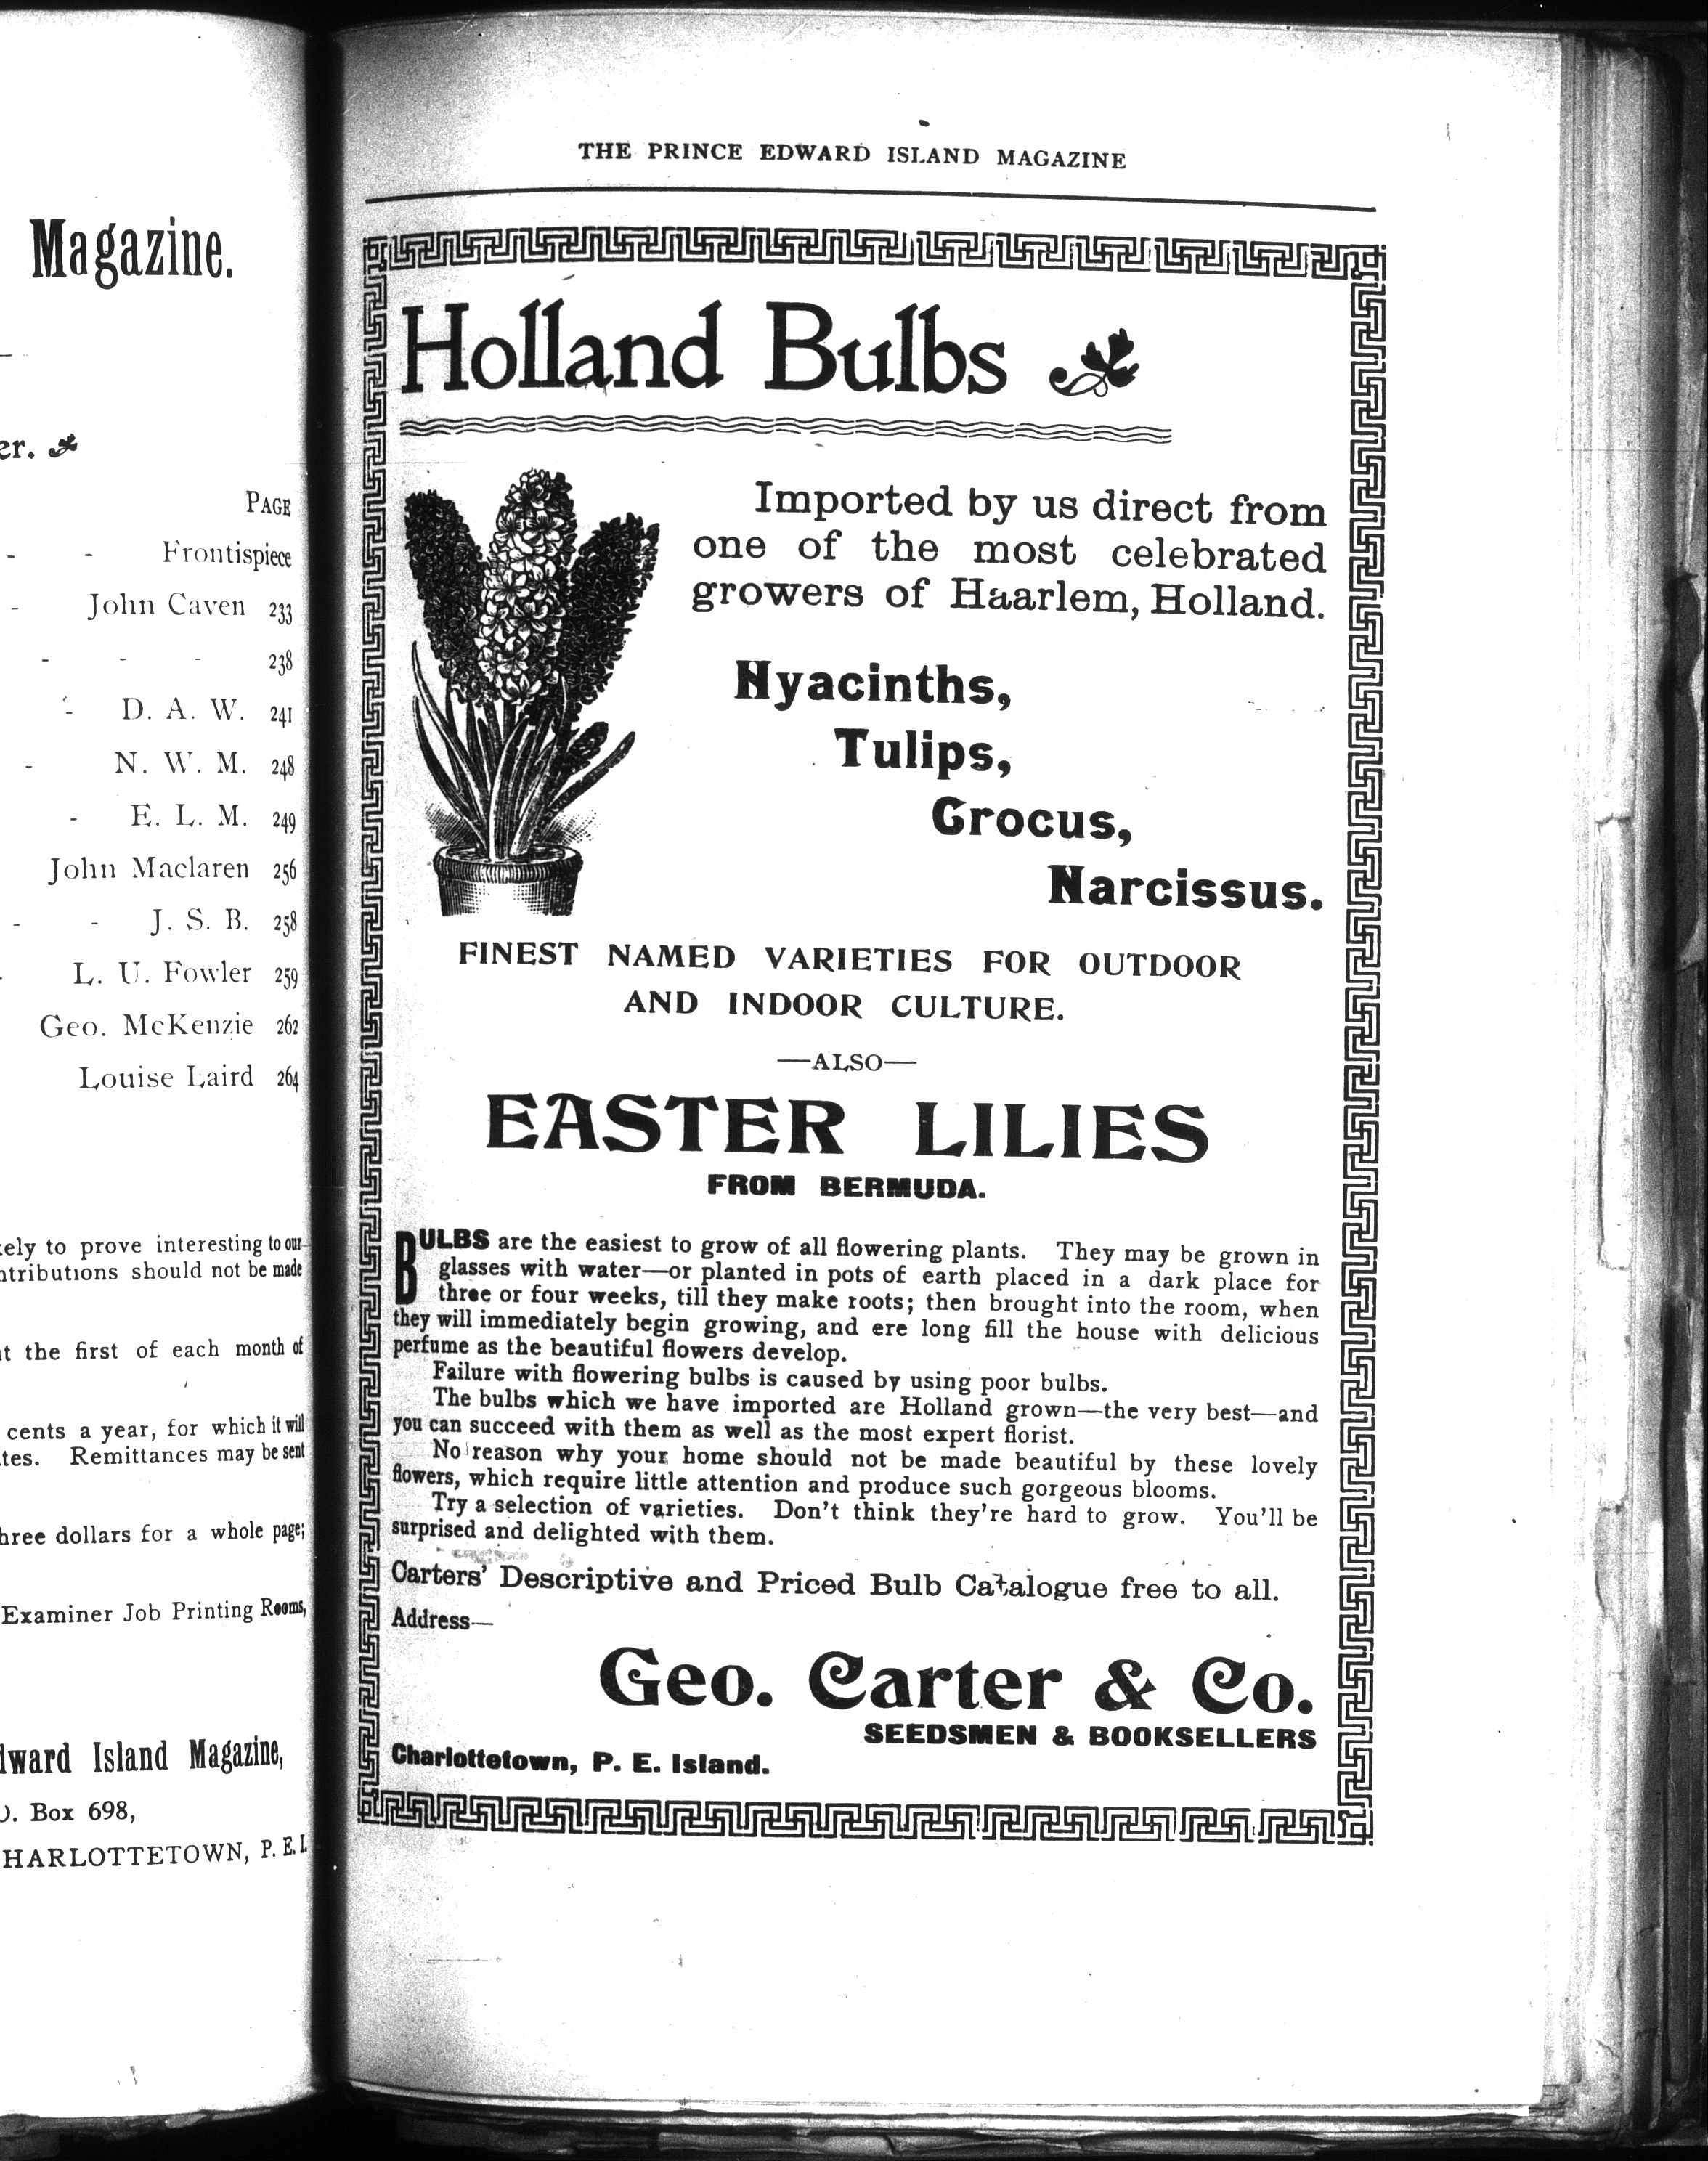 Magazine.
er.
PAGE
- - Frontispiece
- John Caven 233
- - - 238
- D. A. W. 241
- N. W. M. 248
- E. L. M. 249
John Maclaren 256
- - J. S. B. 258
L. U. Fowler 259
Geo. McKenzie 262
Louise Laird 264
ely to prove interesting to our
ntributions should not be made
t the first of each month of
cents a year, for which it will
tes. Remittances may be sent
hree dollars for a whole page;
Examiner Job Printing Rooms,
dward Island Magazine,
O. Box 698,
HARLOTTETOWN, P. E. I.
THE PRINCE EDWARD ISLAND MAGAZINE
Holland Bulbs
Imported by us direct from
one of the most celebrated
growers of Haarlem, Holland.
Hyacinths,
Tulips,
Crocus,
Narcissus.
FINEST NAMED VARIETIES FOR OUTDOOR
AND INDOOR CULTURE.
—ALSO—
EASTER LILIES
FROM BERMUDA.
BULBS are the easiest to grow of all flowering plants. They may be grown in
glasses with water—or planted in pots of earth placed in a dark place for
three or four weeks, till they make roots; then brought into the room, when
they will immediately begin growing, and ere long fill the house with delicious
perfume as the beautiful flowers develop.
Failure with flowering bulbs is caused by using poor bulbs.
The bulbs which we have imported are Holland grown—the very best—and
you can succeed with them as well as the most expert florist.
No reason why your home should not be made beautiful by these lovely
flowers, which require little attention and produce such gorgeous blooms.
Try a selection of varieties. Don't think they're hard to grow. You'll be
surprised and delighted with them.
Carters' Descriptive and Priced Bulb Catalogue free to all.
Address—
Geo. Carter & Co.
SEEDSMEN & BOOKSELLERS
Charlottetown, P. E. Island.